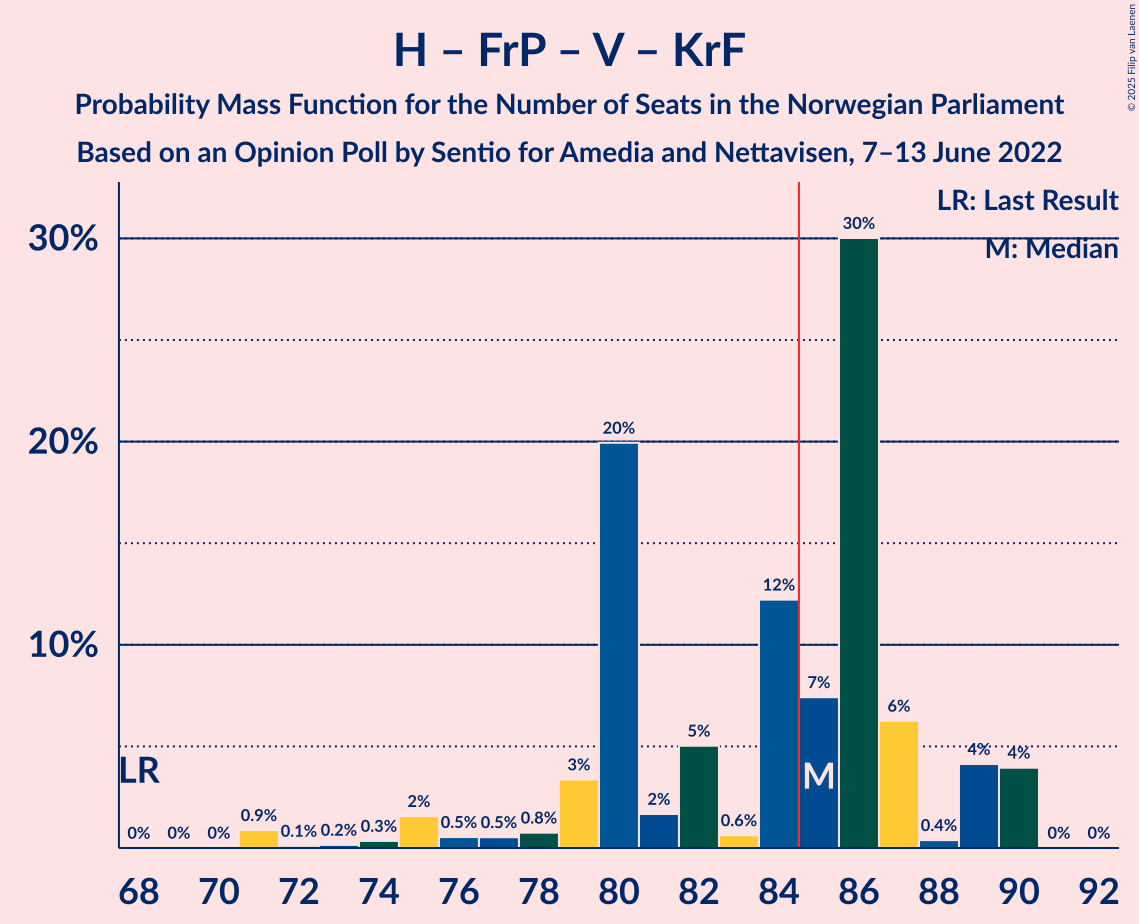 © 2025 Filip van Laenen
H – FrP – V – KrF
Probability Mass Function for the Number of Seats in the Norwegian Parliament
Based on an Opinion Poll by Sentio for Amedia and Nettavisen, 7–13 June 2022
LR: Last Result
M: Median
30%
20%
10%
LR
0% 0% 0% 0.9% 0.1% 0.2% 0.3% 2% 0.5% 0.5% 0.8% 3% 20% 2% 5% 0.6% 12% 7% 30% 6% 0.4% 4% 4% 0% 0%
M
68 70 72 74 76 78 80 82 84 86 88 90 92